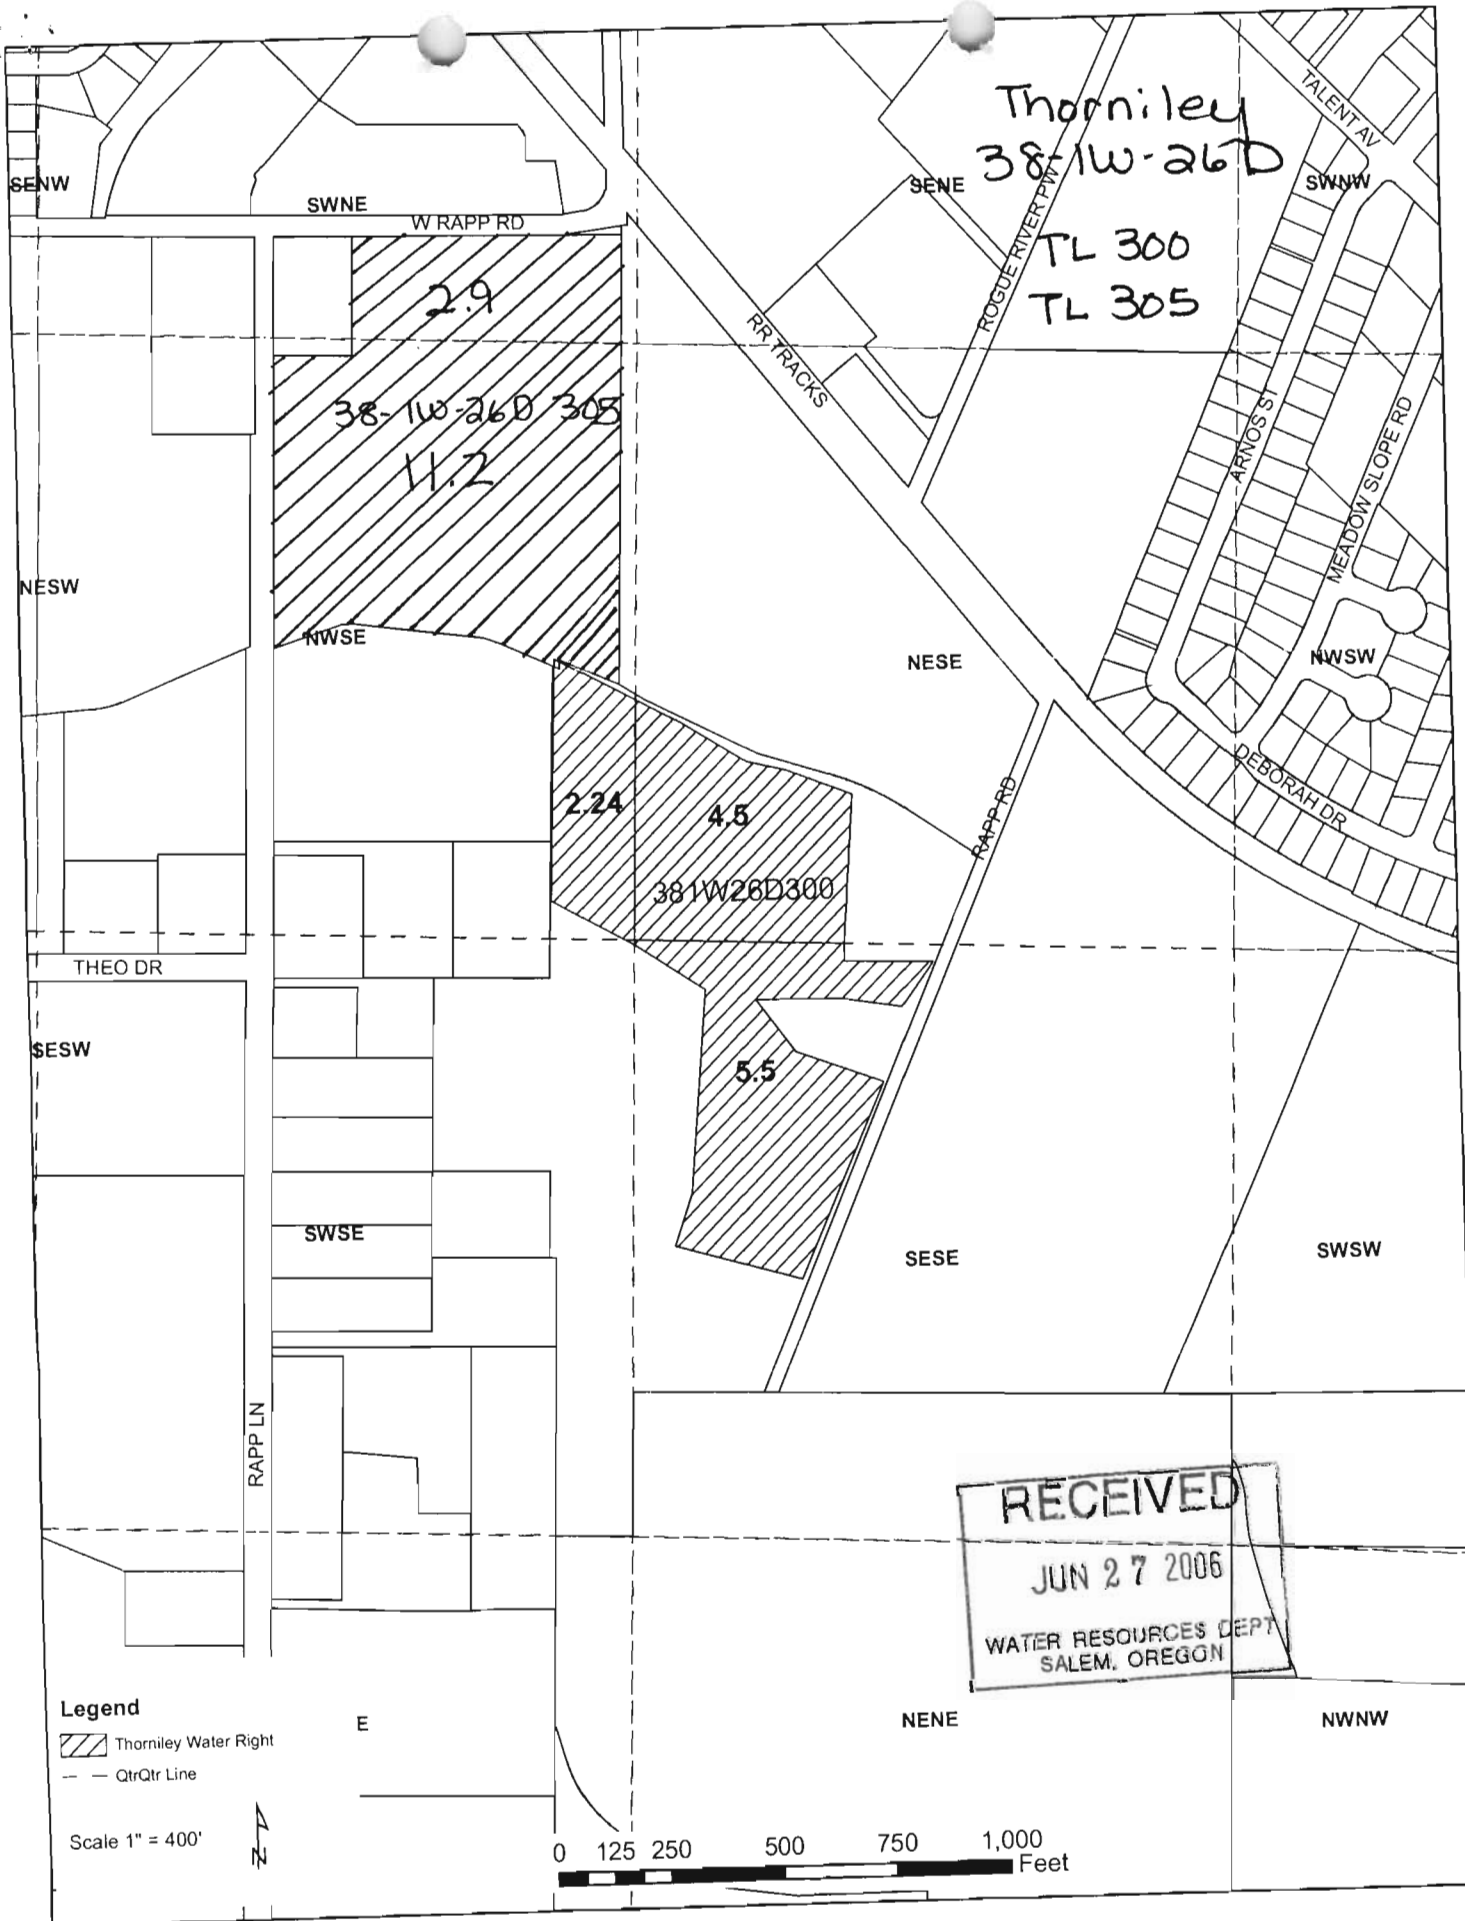 Thorniley
38-1W-26D
TL 300
TL 305
TALENT AV
SENW
SWNE
SENE
SWNW
W RAPP RD
ROGUE RIVER PW
2.9
RR TRACKS
38-1W-26D 305
11.2
ARNOS ST
MEADOW SLOPE RD
NESW
NWSE
NESE
NWSW
DEBORAH DR
2.24
4.5
RAPP RD
381W26D300
THEO DR
SESW
5.5
SWSE
SESE
SWSW
RAPP LN
RECEIVED
JUN 27 2006
WATER RESOURCES DEPT
SALEM, OREGON
NENE
NWNW
E
Legend
Thorniley Water Right
QtrQtr Line
Scale 1" = 400'
N
0 125 250 500 750 1,000
Feet